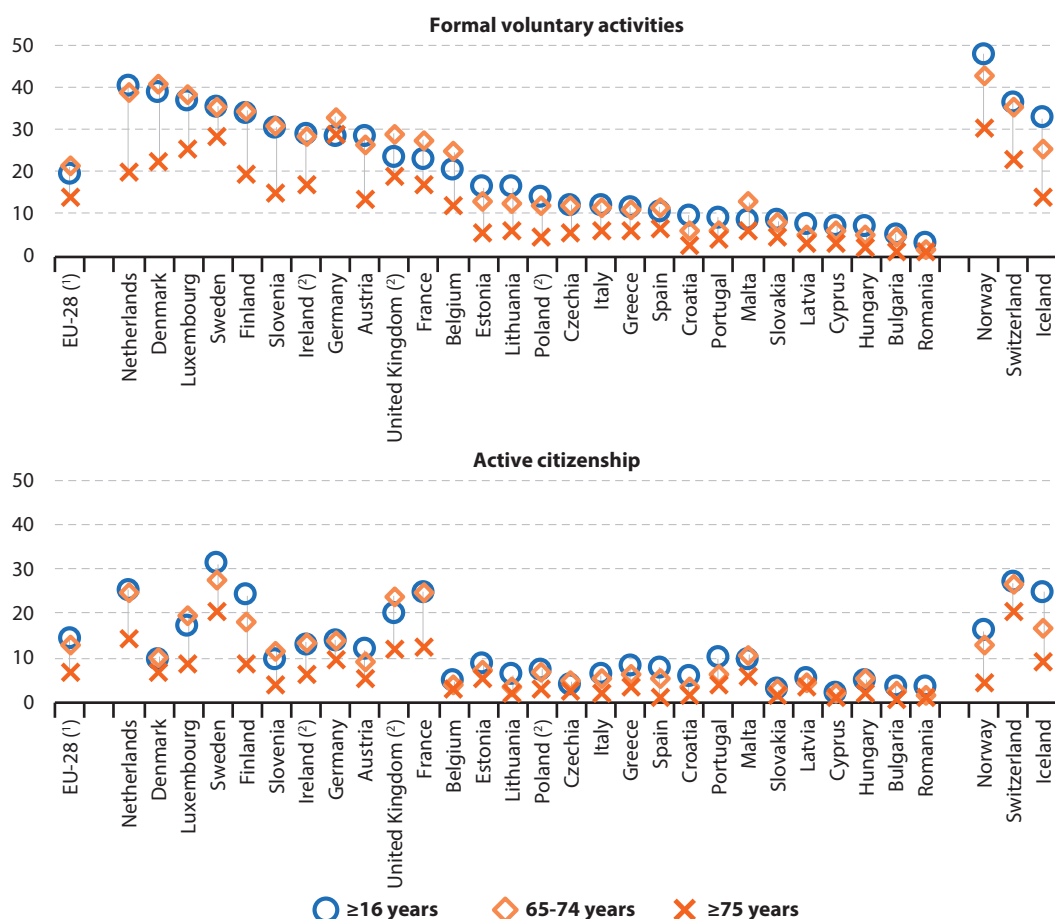 Formal voluntary activities
50
40
30
20
10
0
EU-28 (¹)
Netherlands
Denmark
Luxembourg
Sweden
Finland
Slovenia
Ireland (²)
Germany
Austria
United Kingdom (²)
France
Belgium
Estonia
Lithuania
Poland (²)
Czechia
Italy
Greece
Spain
Croatia
Portugal
Malta
Slovakia
Latvia
Cyprus
Hungary
Bulgaria
Romania
Norway
Switzerland
Iceland
Active citizenship
50
40
30
20
10
0
EU-28 (¹)
Netherlands
Denmark
Luxembourg
Sweden
Finland
Slovenia
Ireland (²)
Germany
Austria
United Kingdom (²)
France
Belgium
Estonia
Lithuania
Poland (²)
Czechia
Italy
Greece
Spain
Croatia
Portugal
Malta
Slovakia
Latvia
Cyprus
Hungary
Bulgaria
Romania
Norway
Switzerland
Iceland
≥16 years 65-74 years ≥75 years